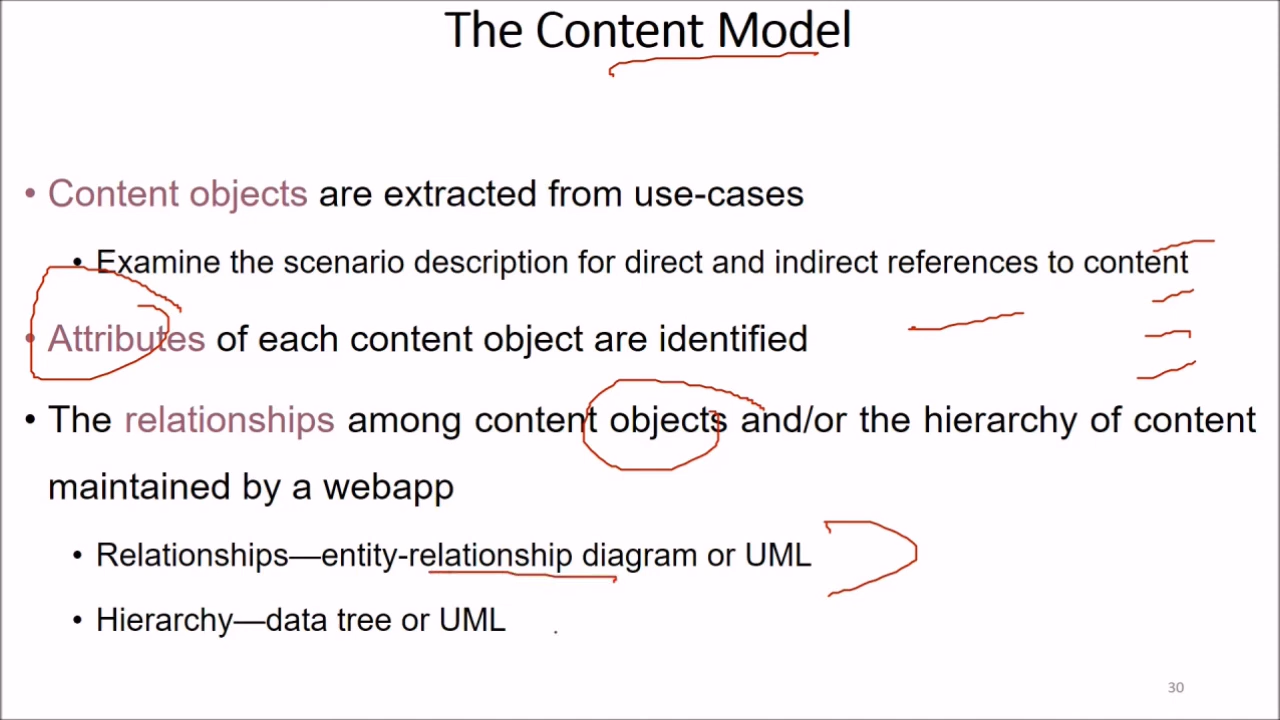 The Content Model
• Content objects are extracted from use-cases
• Examine the scenario description for direct and indirect references to content
• Attributes of each content object are identified
• The relationships among content objects and/or the hierarchy of content
maintained by a webapp
• Relationships—entity-relationship diagram or UML
• Hierarchy—data tree or UML
30